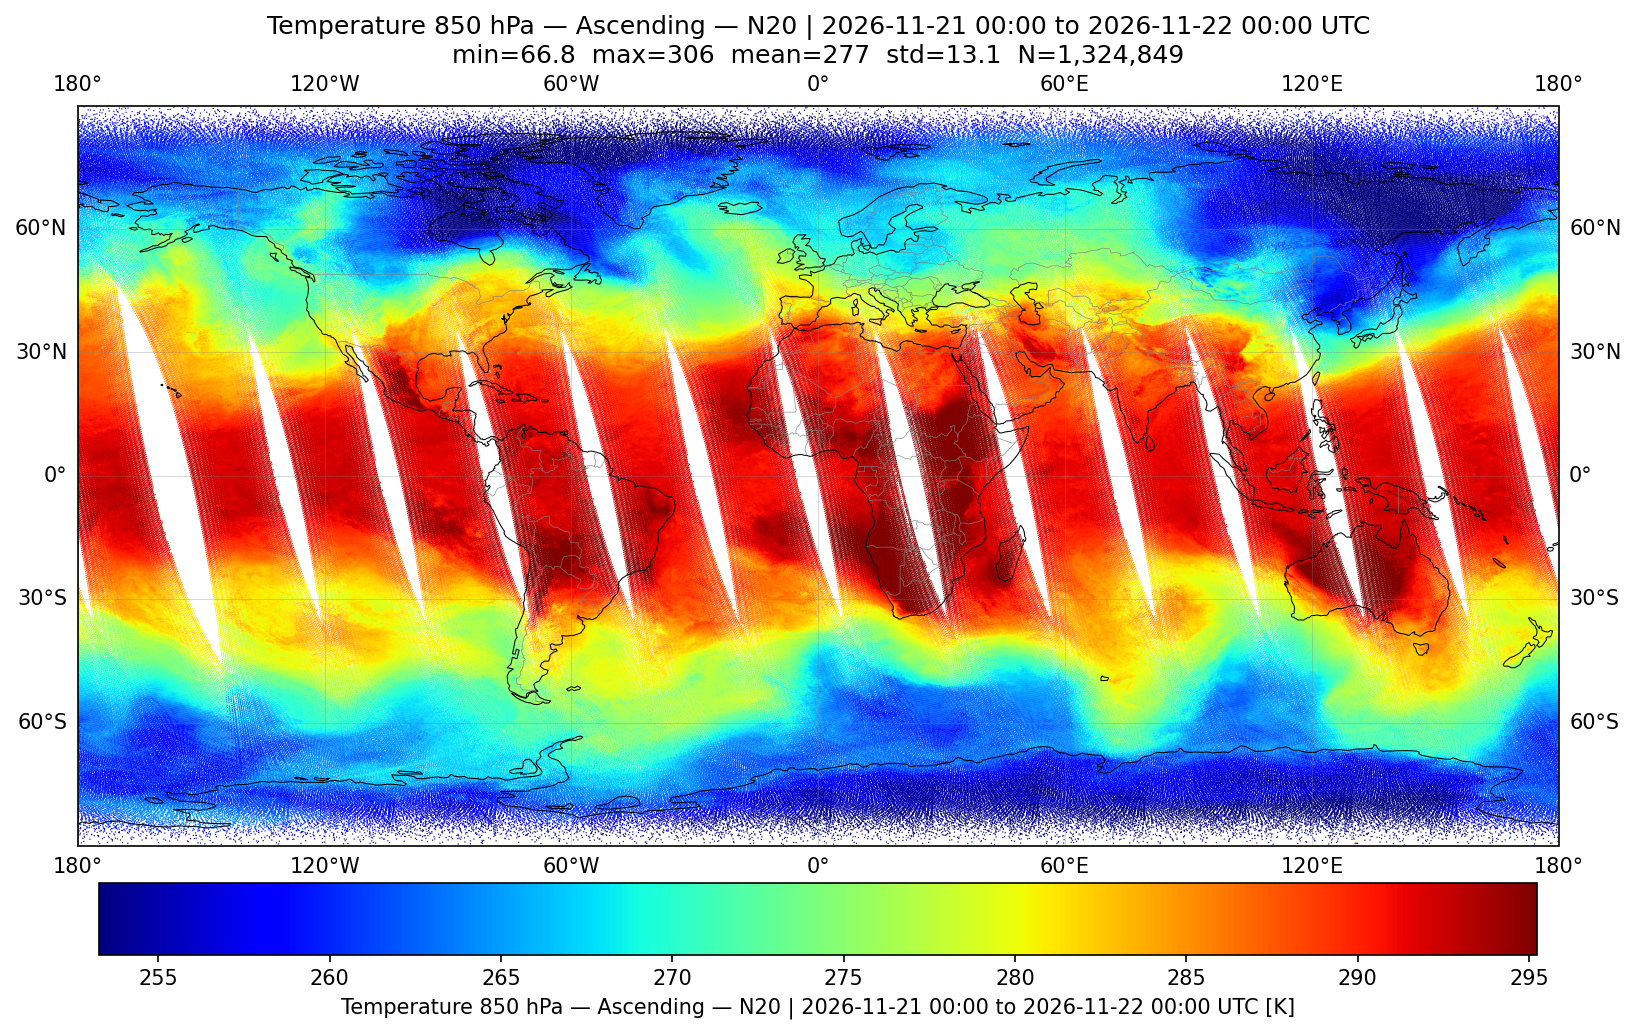 Temperature 850 hPa — Ascending — N20 | 2026-11-21 00:00 to 2026-11-22 00:00 UTC
min=66.8  max=306  mean=277  std=13.1  N=1,324,849
180° 120°W 60°W 0° 60°E 120°E 180°
60°N 60°N
30°N 30°N
0° 0°
30°S 30°S
60°S 60°S
180° 120°W 60°W 0° 60°E 120°E 180°
255 260 265 270 275 280 285 290 295
Temperature 850 hPa — Ascending — N20 | 2026-11-21 00:00 to 2026-11-22 00:00 UTC [K]